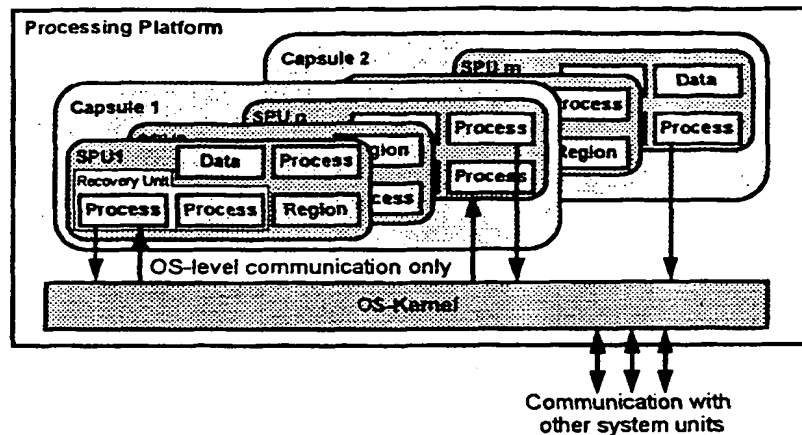 Processing Platform
Capsule 2
SPU m
Data
Process
Process
Region
Capsule 1
SPU n
Process
Process
Region
SPU1
Data
Process
Recovery Unit
Process
Process
Region
OS-level communication only
OS-Kernel
Communication with
other system units